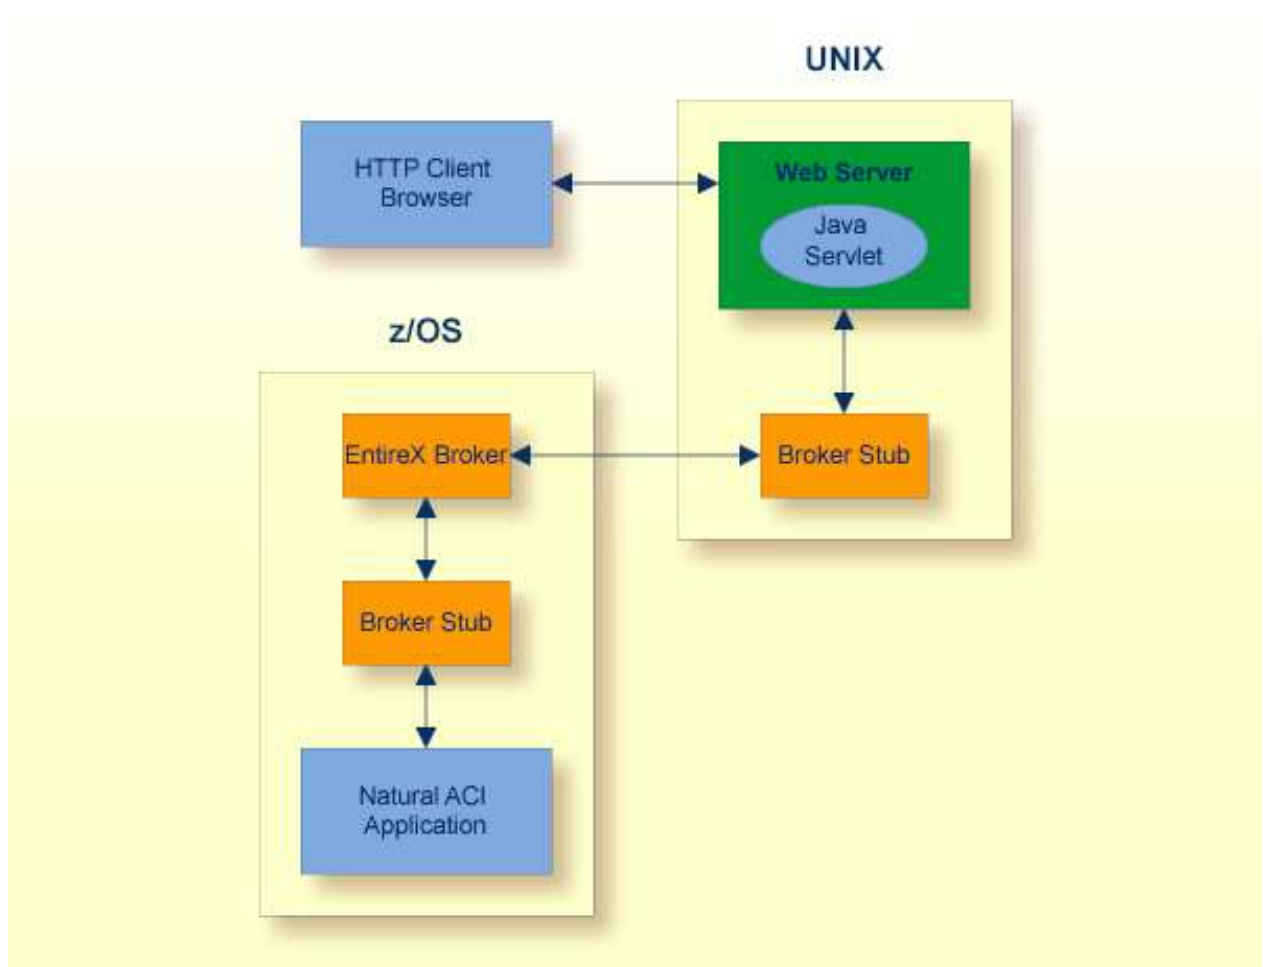 UNIX
HTTP Client
Browser
Web Server
Java
Servlet
z/OS
EntireX Broker
Broker Stub
Broker Stub
Natural ACI
Application